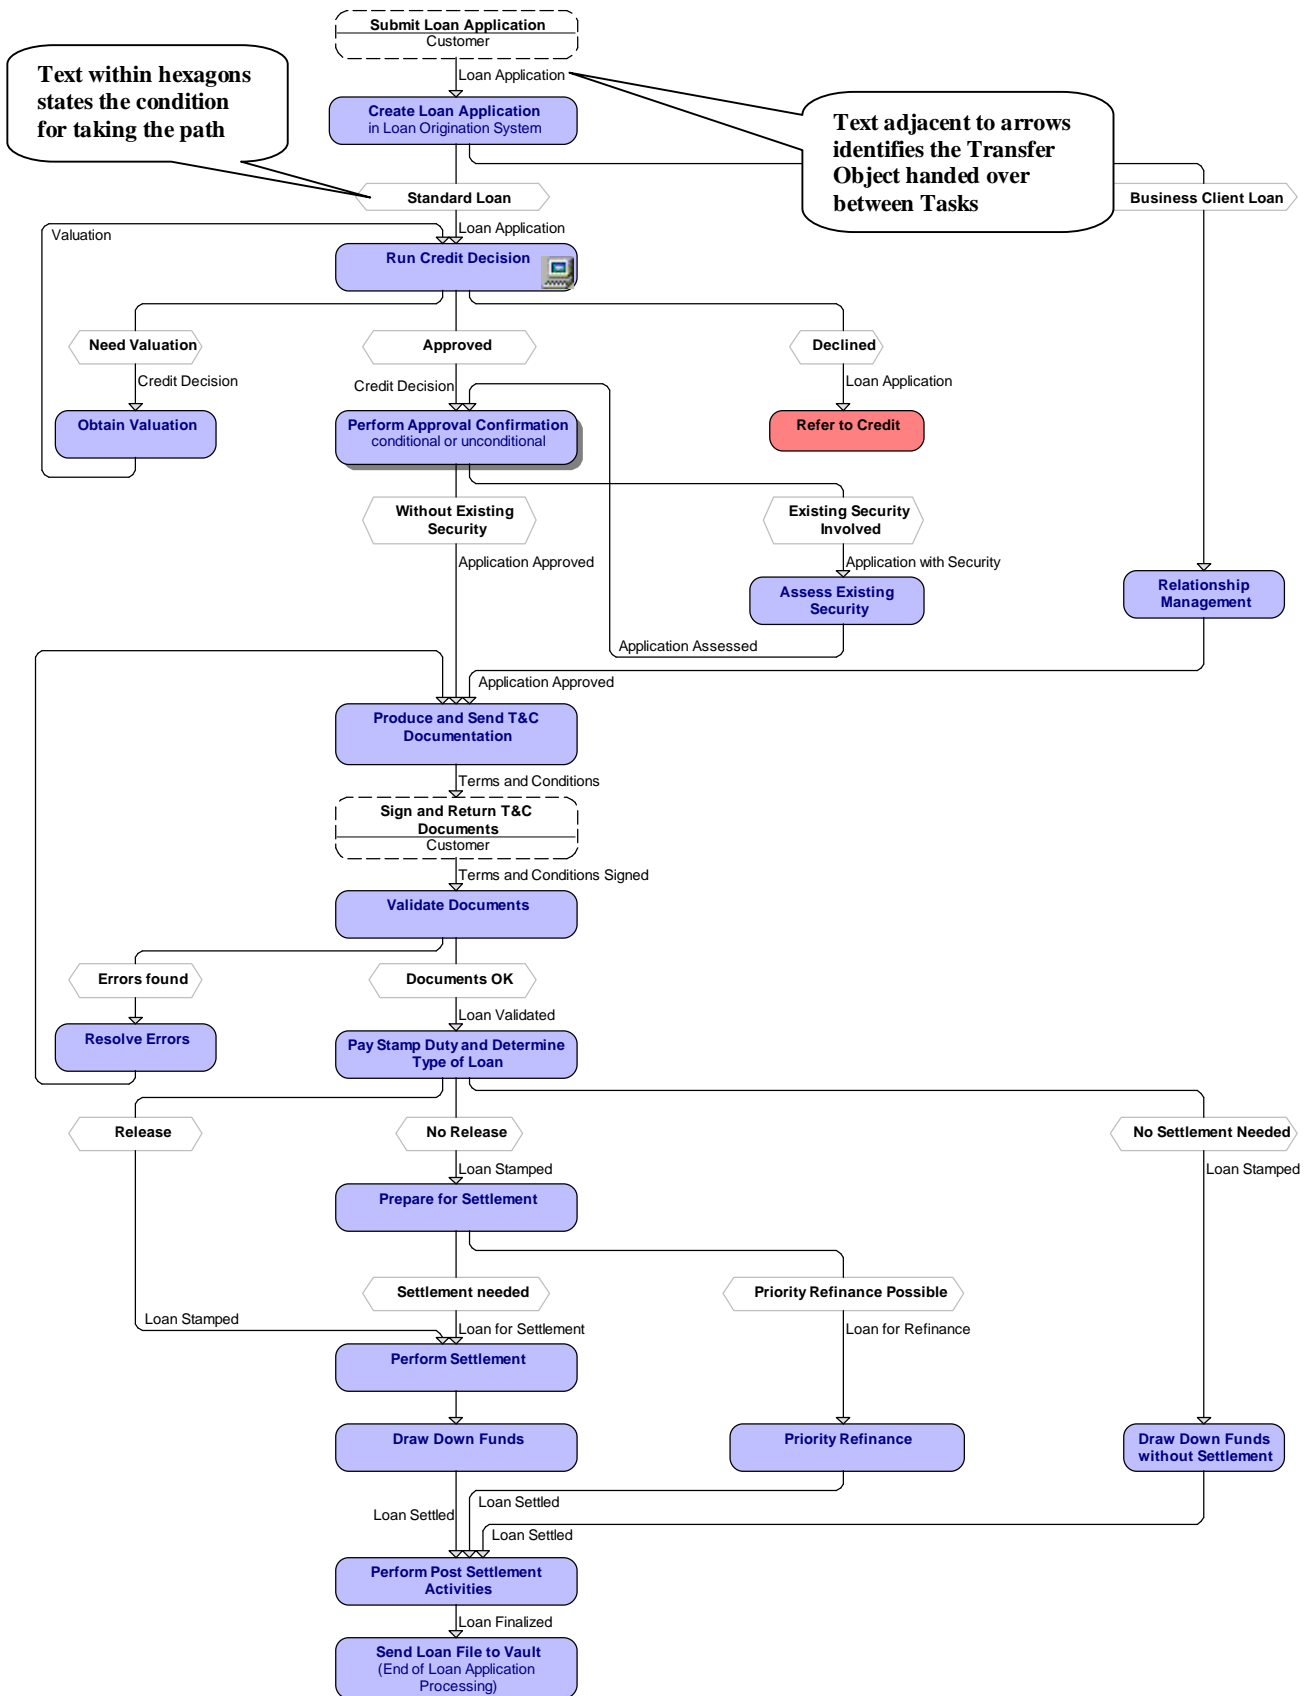 Submit Loan Application
Customer
Text within hexagons
states the condition
for taking the path
Loan Application
Create Loan Application
in Loan Origination System
Text adjacent to arrows
identifies the Transfer
Object handed over
between Tasks
Standard Loan
Business Client Loan
Valuation
Loan Application
Run Credit Decision
Need Valuation
Approved
Declined
Credit Decision
Credit Decision
Loan Application
Obtain Valuation
Perform Approval Confirmation
conditional or unconditional
Refer to Credit
Without Existing
Security
Existing Security
Involved
Application Approved
Application with Security
Assess Existing
Security
Relationship
Management
Application Assessed
Application Approved
Produce and Send T&C
Documentation
Terms and Conditions
Sign and Return T&C
Documents
Customer
Terms and Conditions Signed
Validate Documents
Errors found
Documents OK
Loan Validated
Resolve Errors
Pay Stamp Duty and Determine
Type of Loan
Release
No Release
No Settlement Needed
Loan Stamped
Loan Stamped
Prepare for Settlement
Settlement needed
Priority Refinance Possible
Loan Stamped
Loan for Settlement
Loan for Refinance
Perform Settlement
Draw Down Funds
Priority Refinance
Draw Down Funds
without Settlement
Loan Settled
Loan Settled
Loan Settled
Perform Post Settlement
Activities
Loan Finalized
Send Loan File to Vault
(End of Loan Application
Processing)